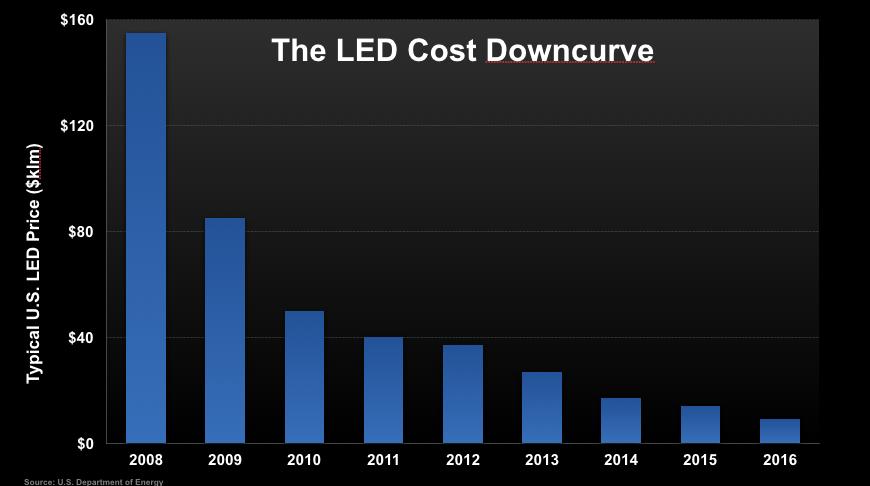 The LED Cost Downcurve
Typical U.S. LED Price ($klm)
$160
$120
$80
$40
$0
2008 2009 2010 2011 2012 2013 2014 2015 2016
Source: U.S. Department of Energy